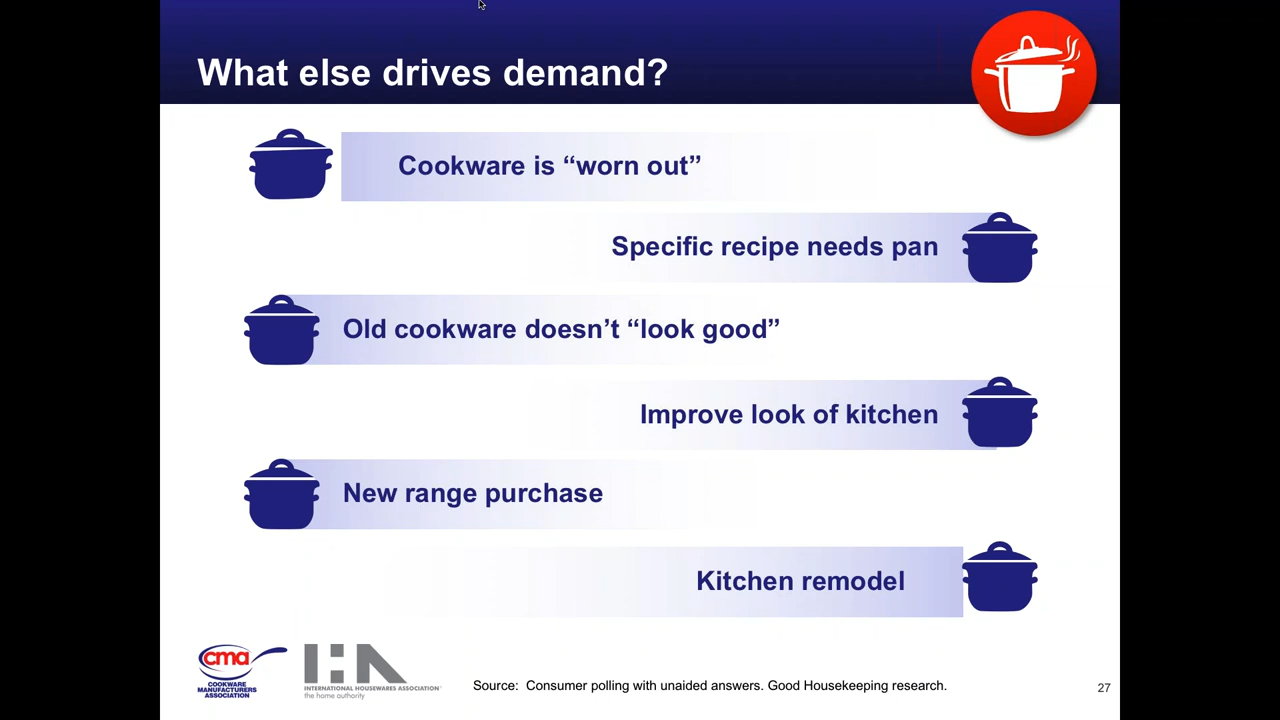 What else drives demand?
Cookware is “worn out”
Specific recipe needs pan
Old cookware doesn’t “look good”
Improve look of kitchen
New range purchase
Kitchen remodel
cma
COOKWARE
MANUFACTURERS
ASSOCIATION
IHA
INTERNATIONAL HOUSEWARES ASSOCIATION
the home authority
Source: Consumer polling with unaided answers. Good Housekeeping research.
27